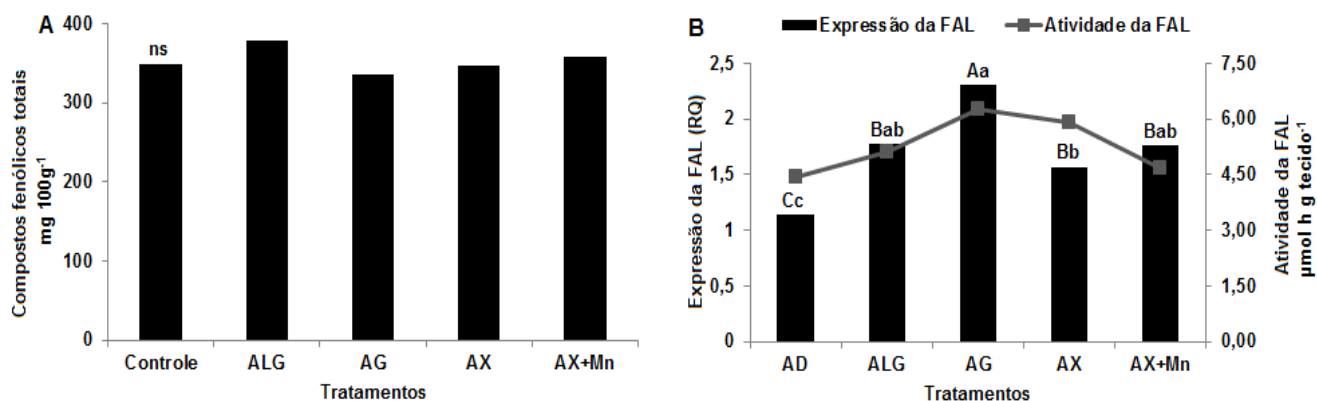 A
Compostos fenólicos totais
mg 100g⁻¹
400
300
200
100
0
ns
Controle ALG AG AX AX+Mn
Tratamentos
B
Expressão da FAL Atividade da FAL
Expressão da FAL (RQ)
2,5
2
1,5
1
0,5
0
Cc Bab Aa Bb Bab
7,50
6,00
4,50
3,00
1,50
0,00
Atividade da FAL
µmol h g tecido⁻¹
AD ALG AG AX AX+Mn
Tratamentos